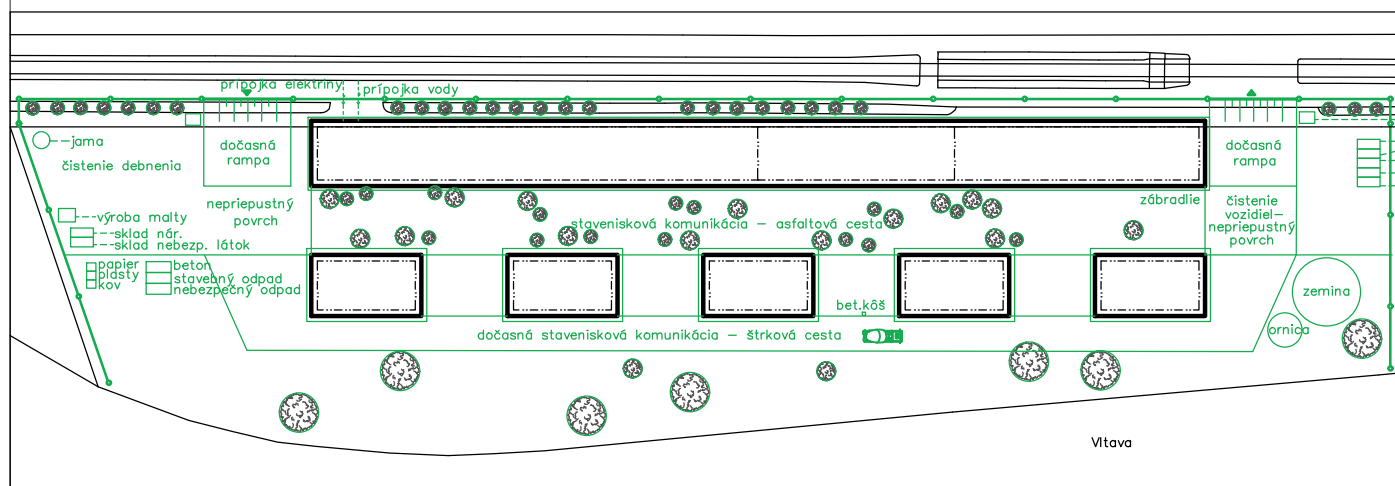 prípojka elektriny
prípojka vody
jama
čistenie debnenia
dočasná
rampa
dočasná
rampa
nepriepustný
povrch
zábradlie
čistenie
vozidiel–
nepriepustný
povrch
výroba malty
sklad nár.
sklad nebezp. látok
stavenisková komunikácia – asfaltová cesta
papier
plasty
kov
beton
stavebný odpad
nebezpečný odpad
zemina
bet.kôš
ornica
dočasná stavenisková komunikácia – štrková cesta
Vltava